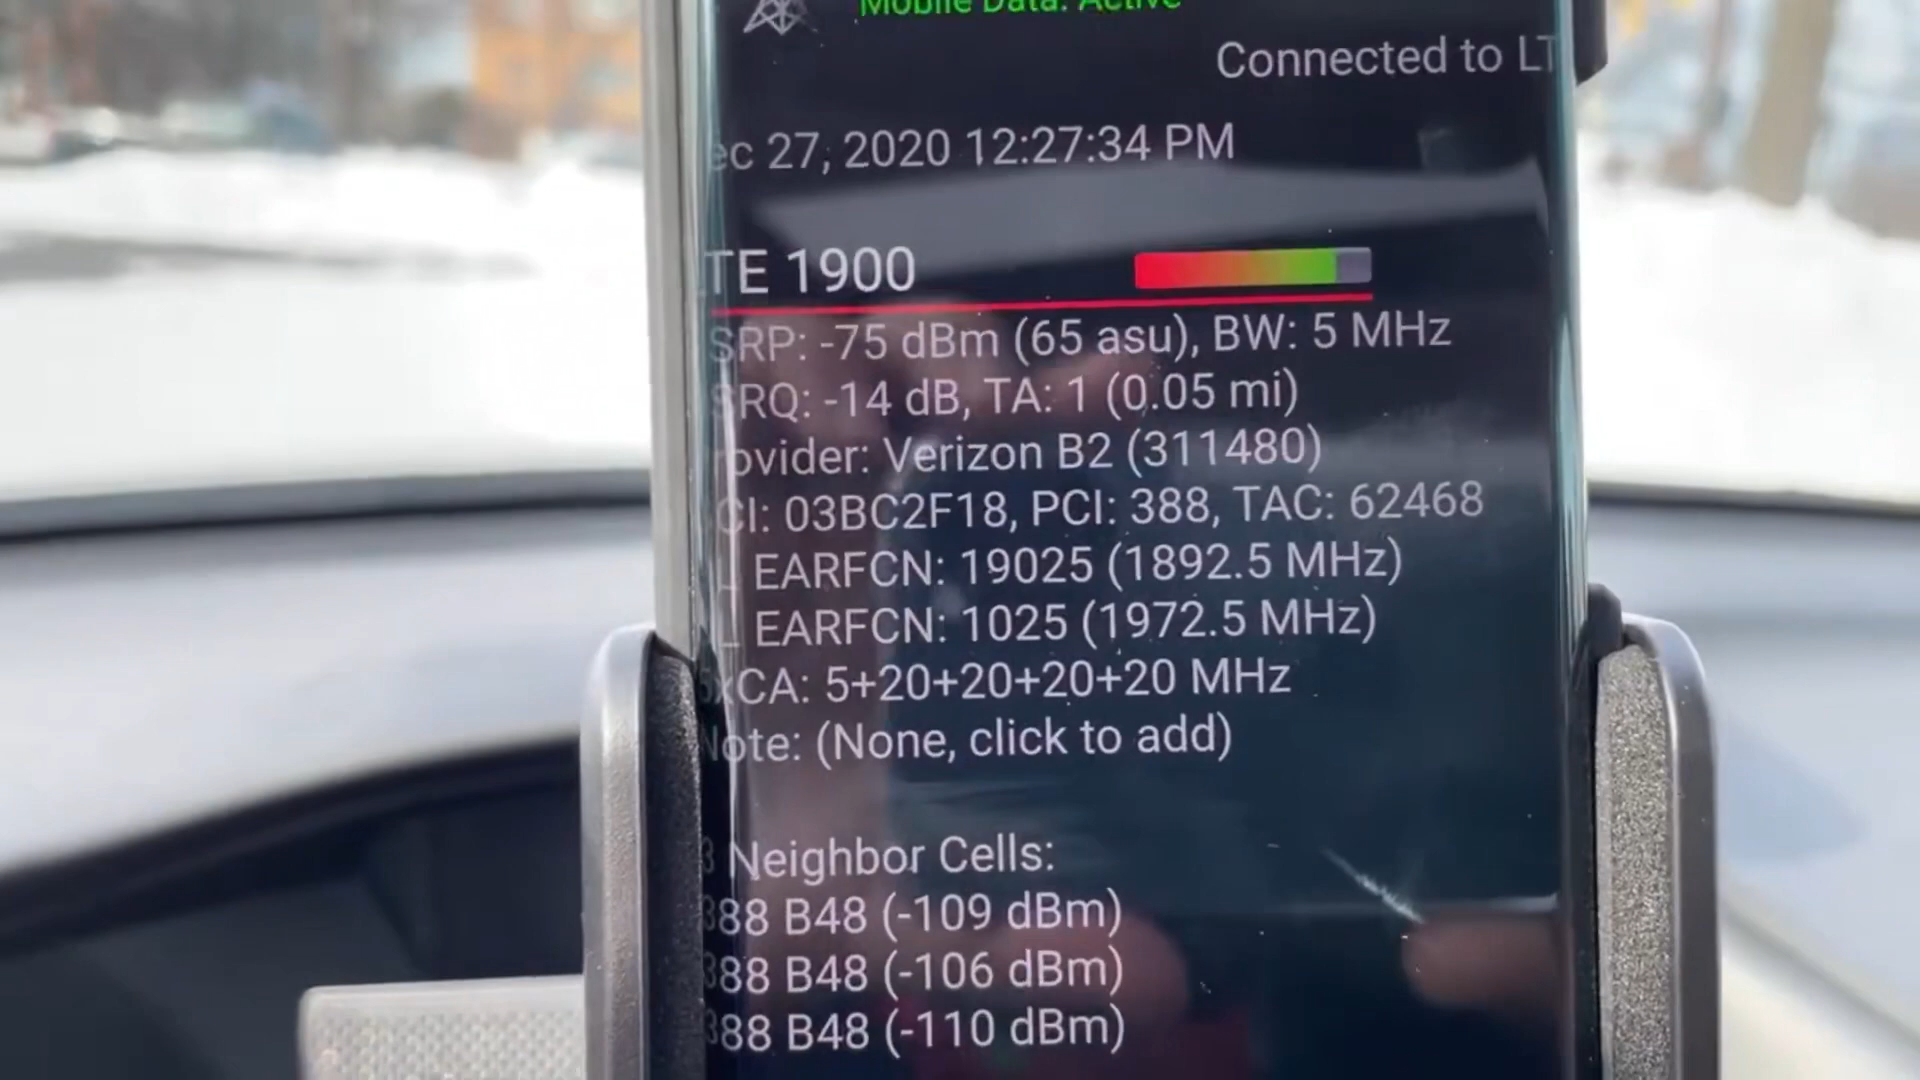 Mobile Data: Active
Connected to LT
ec 27, 2020 12:27:34 PM
TE 1900
SRP: -75 dBm (65 asu), BW: 5 MHz
SRQ: -14 dB, TA: 1 (0.05 mi)
ovider: Verizon B2 (311480)
CI: 03BC2F18, PCI: 388, TAC: 62468
L EARFCN: 19025 (1892.5 MHz)
L EARFCN: 1025 (1972.5 MHz)
xCA: 5+20+20+20+20 MHz
Note: (None, click to add)
3 Neighbor Cells:
388 B48 (-109 dBm)
388 B48 (-106 dBm)
388 B48 (-110 dBm)